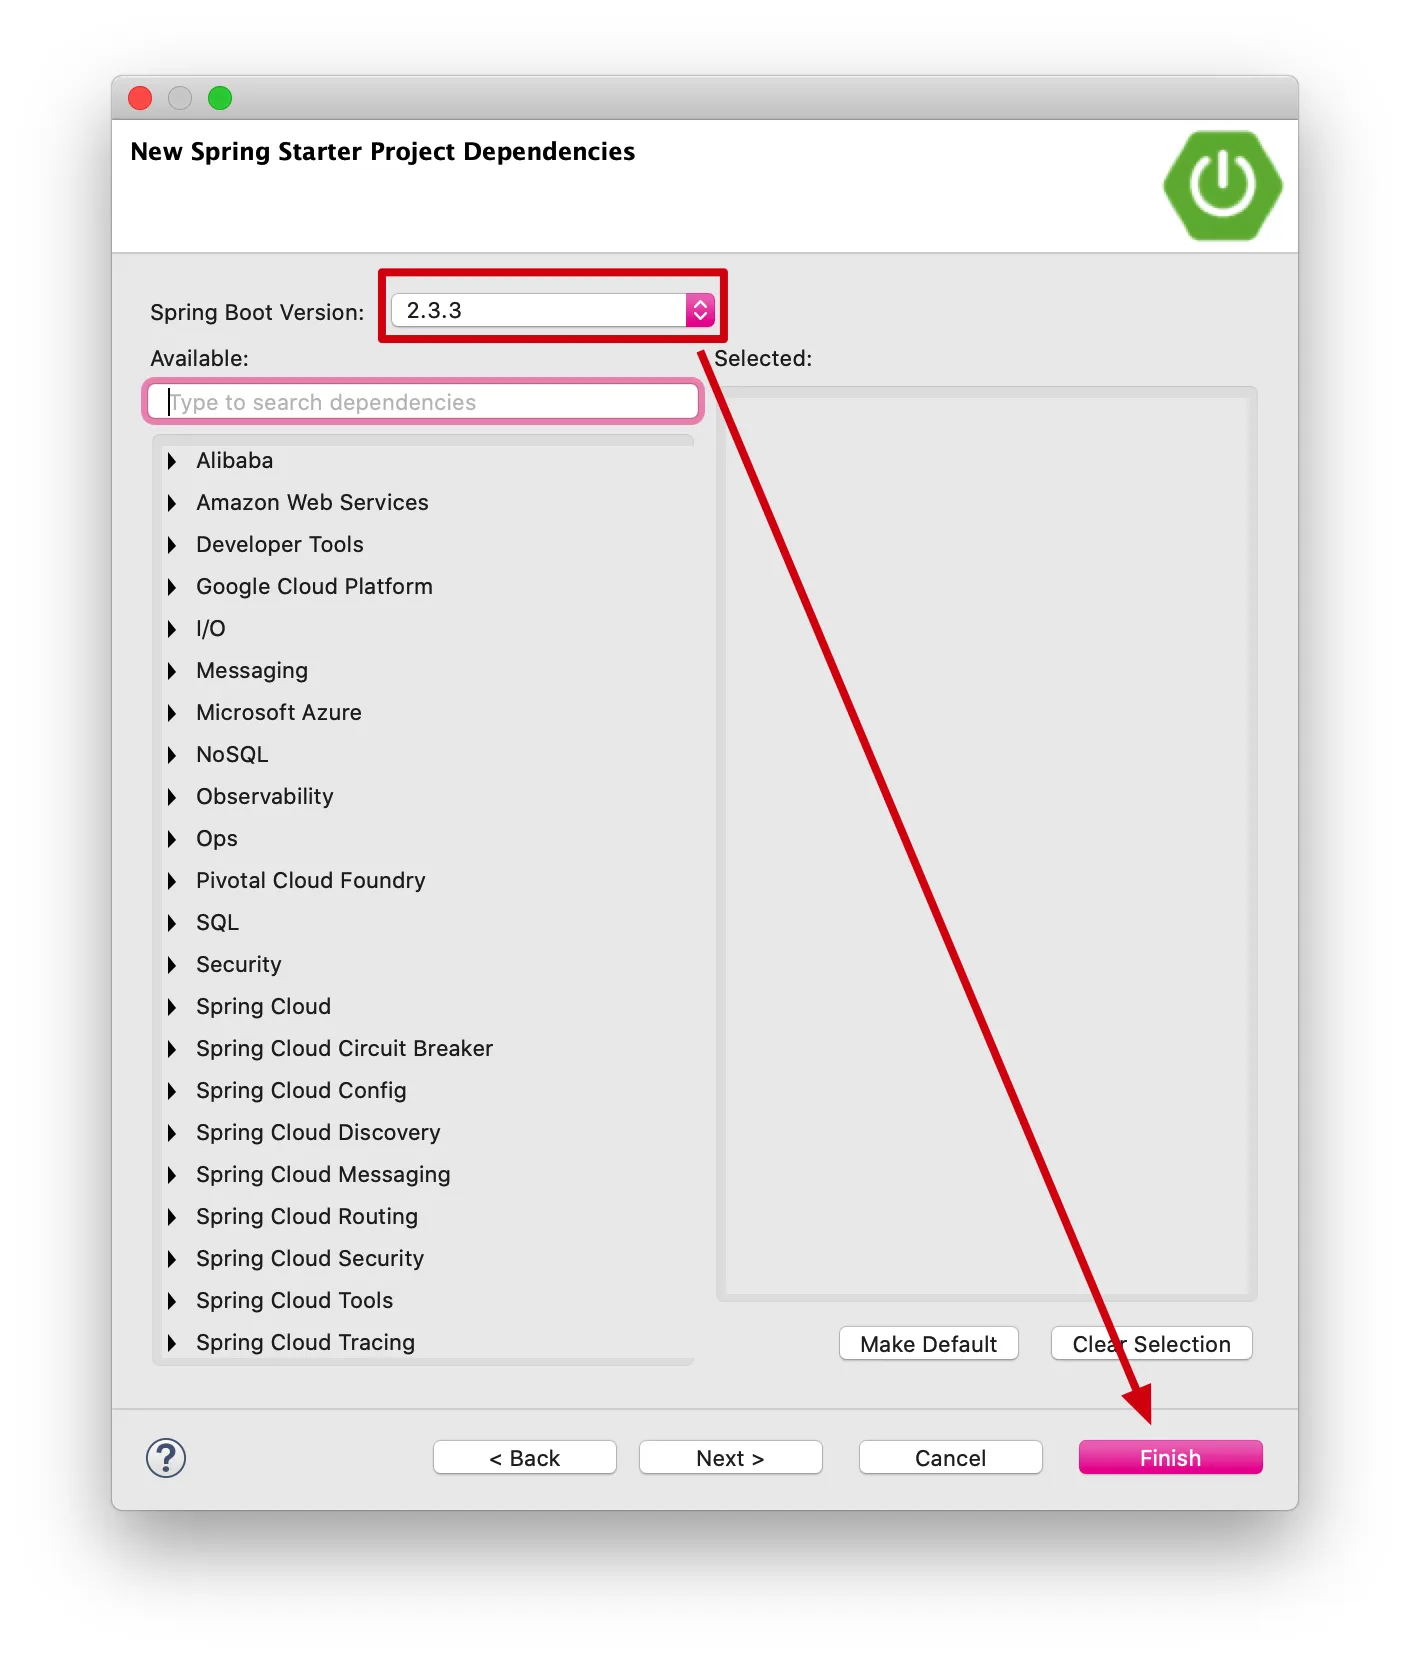 New Spring Starter Project Dependencies
Spring Boot Version: 2.3.3
Available:
Selected:
Type to search dependencies
Alibaba
Amazon Web Services
Developer Tools
Google Cloud Platform
I/O
Messaging
Microsoft Azure
NoSQL
Observability
Ops
Pivotal Cloud Foundry
SQL
Security
Spring Cloud
Spring Cloud Circuit Breaker
Spring Cloud Config
Spring Cloud Discovery
Spring Cloud Messaging
Spring Cloud Routing
Spring Cloud Security
Spring Cloud Tools
Spring Cloud Tracing
Make Default
Clear Selection
?
< Back
Next >
Cancel
Finish